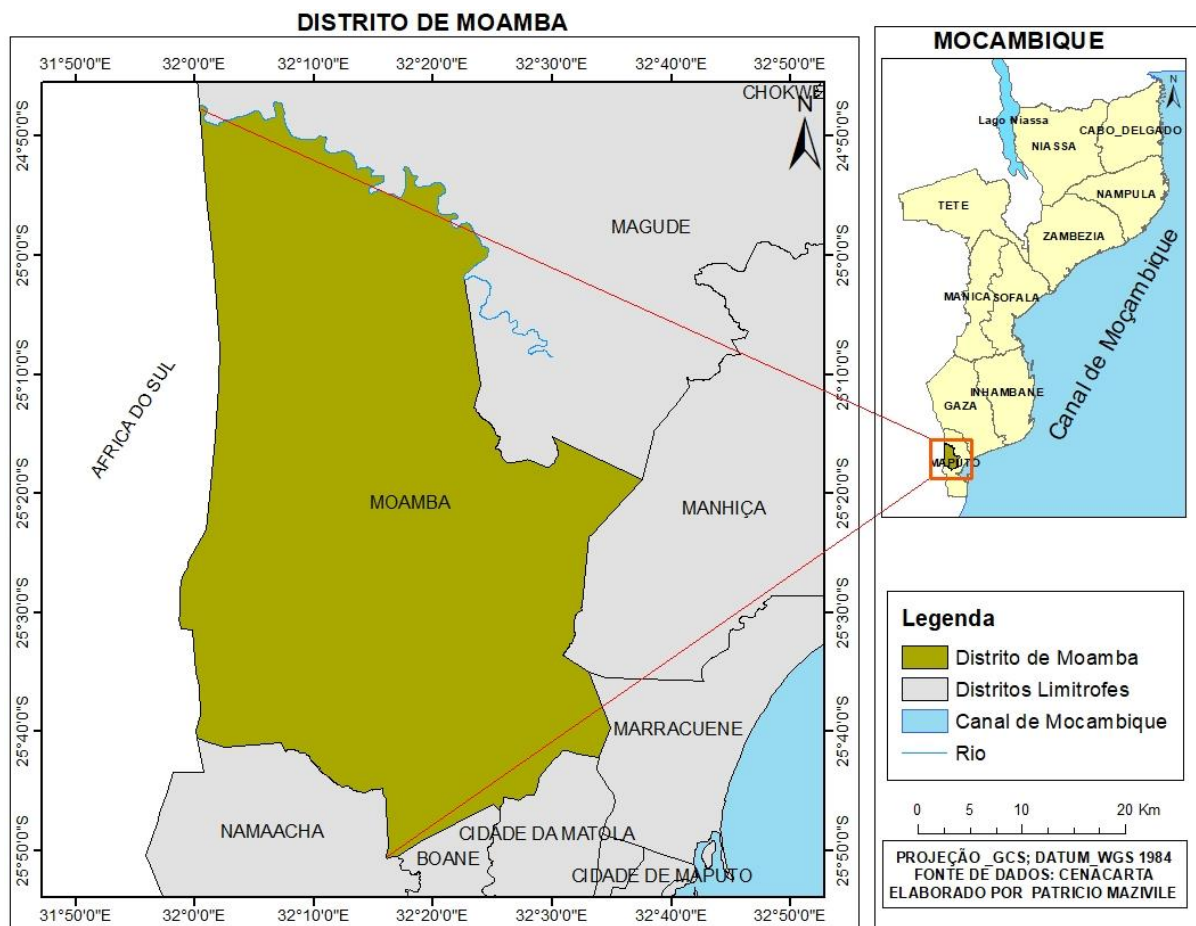 DISTRITO DE MOAMBA
31°50'0"E 32°0'0"E 32°10'0"E 32°20'0"E 32°30'0"E 32°40'0"E 32°50'0"E
24°50'0"S
25°0'0"S
25°10'0"S
25°20'0"S
25°30'0"S
25°40'0"S
25°50'0"S
CHOKWE
N
MAGUDE
AFRICA DO SUL
MOAMBA
MANHIÇA
MARRACUENE
NAMAACHA
CIDADE DA MATOLA
BOANE
CIDADE DE MAPUTO
24°50'0"S
25°0'0"S
25°10'0"S
25°20'0"S
25°30'0"S
25°40'0"S
25°50'0"S
31°50'0"E 32°0'0"E 32°10'0"E 32°20'0"E 32°30'0"E 32°40'0"E 32°50'0"E
MOCAMBIQUE
N
Lago Niassa
CABO_DELGADO
NIASSA
NAMPULA
TETE
ZAMBEZIA
MANICA
SOFALA
Canal de Moçambique
INHAMBANE
GAZA
MAPUTO
Legenda
Distrito de Moamba
Distritos Limitrofes
Canal de Mocambique
Rio
0 5 10 20 Km
PROJEÇÃO_GCS; DATUM_WGS 1984
FONTE DE DADOS: CENACARTA
ELABORADO POR PATRICIO MAZIVILE